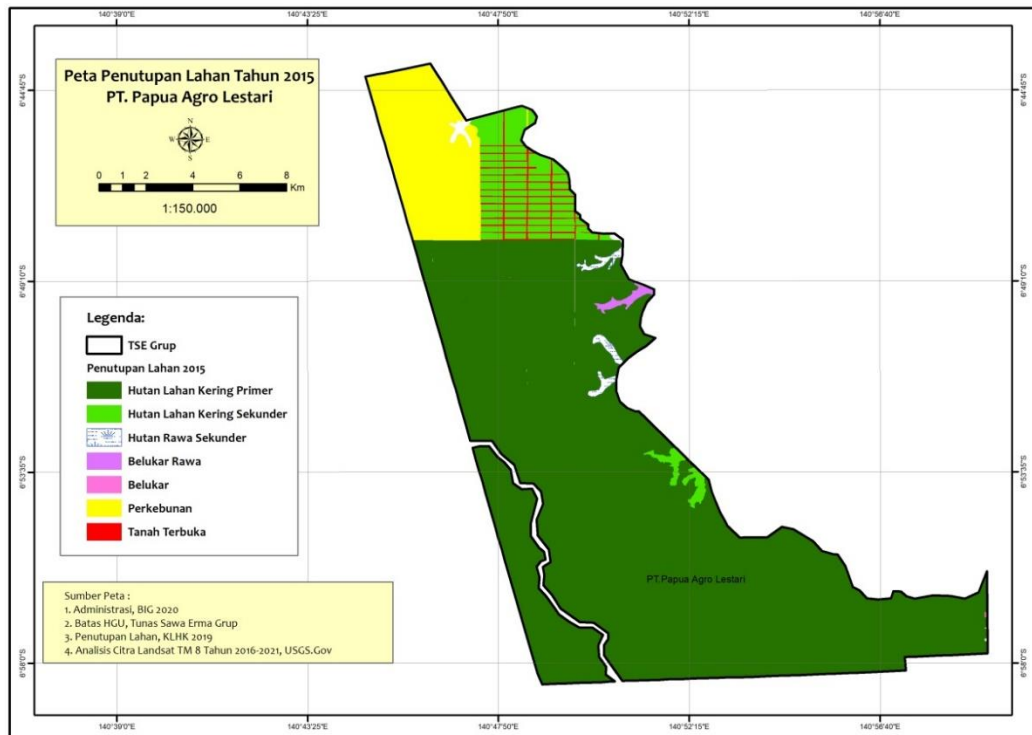 140°39'0"E 140°43'25"E 140°47'50"E 140°52'15"E 140°56'40"E
Peta Penutupan Lahan Tahun 2015
PT. Papua Agro Lestari
N
W E
S
0 1 2 4 6 8
Km
1:150.000
6°44'45"S 6°44'45"S
6°49'10"S 6°49'10"S
Legenda:
TSE Grup
Penutupan Lahan 2015
Hutan Lahan Kering Primer
Hutan Lahan Kering Sekunder
Hutan Rawa Sekunder
Belukar Rawa
Belukar
Perkebunan
Tanah Terbuka
6°53'35"S 6°53'35"S
PT.Papua Agro Lestari
Sumber Peta :
1. Administrasi, BIG 2020
2. Batas HGU, Tunas Sawa Erma Grup
3. Penutupan Lahan, KLHK 2019
4. Analisis Citra Landsat TM 8 Tahun 2016-2021, USGS.Gov
6°58'0"S 6°58'0"S
140°39'0"E 140°43'25"E 140°47'50"E 140°52'15"E 140°56'40"E